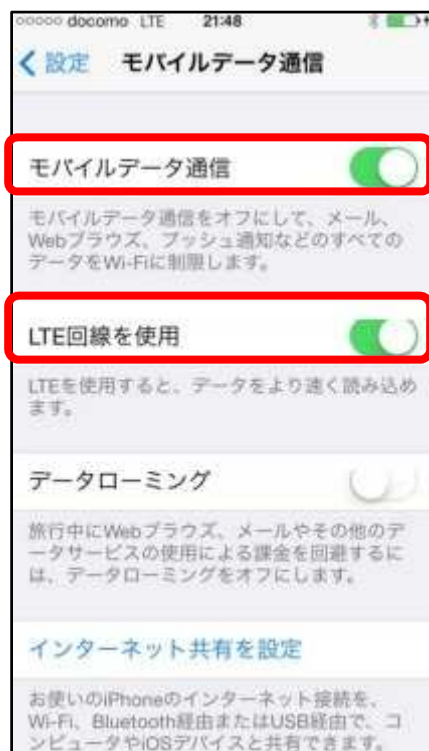 docomo LTE 21:48
設定 モバイルデータ通信
モバイルデータ通信
モバイルデータ通信をオフにして、メール、
Webブラウズ、プッシュ通知などのすべての
データをWi-Fiに制限します。
LTE回線を使用
LTEを使用すると、データをより速く読み込め
ます。
データローミング
旅行中にWebブラウズ、メールやその他のデ
ータサービスの使用による課金を回避するに
は、データローミングをオフにします。
インターネット共有を設定
お使いのiPhoneのインターネット接続を、
Wi-Fi、Bluetooth経由またはUSB経由で、コ
ンピュータやiOSデバイスと共有できます。